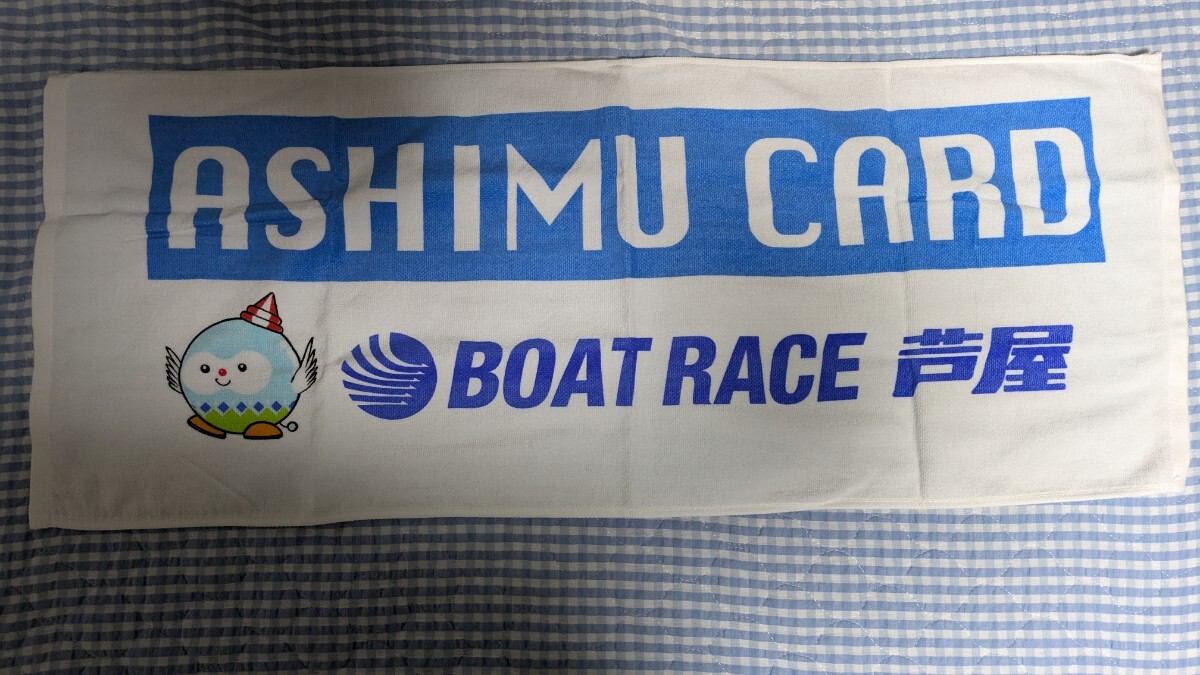 ASHIMU CARD
BOAT RACE 芦屋